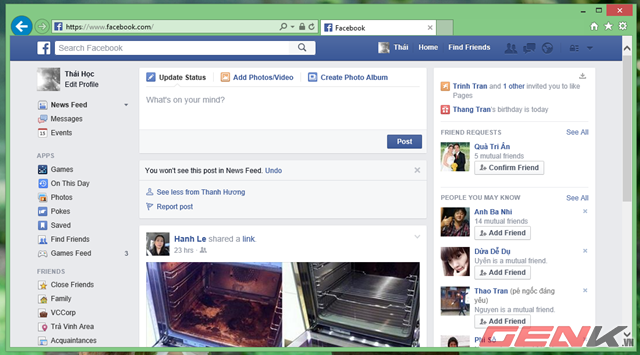 https://www.facebook.com/
Facebook
Search Facebook
Thái
Home
Find Friends
Thái Học
Edit Profile
News Feed
Messages
Events
APPS
Games
On This Day
Photos
Pokes
Saved
Find Friends
Games Feed 3
FRIENDS
Close Friends
Family
VCCorp
Trà Vinh Area
Acquaintances
Update Status
Add Photos/Video
Create Photo Album
What's on your mind?
Post
You won't see this post in News Feed. Undo
See less from Thanh Hương
Report post
Hanh Le shared a link.
23 hrs
Trinh Tran and 1 other invited you to like
Pages
Thang Tran's birthday is today
FRIEND REQUESTS See All
Quà Tri Ân
5 mutual friends
Confirm Friend
PEOPLE YOU MAY KNOW See All
Anh Ba Nhi
14 mutual friends
Add Friend
Dừa Dễ Dụ
Uyên is a mutual friend.
Add Friend
Thao Tran (pé ngốc đáng
yêu)
Nguyen is a mutual friend.
Add Friend
GENK.VN